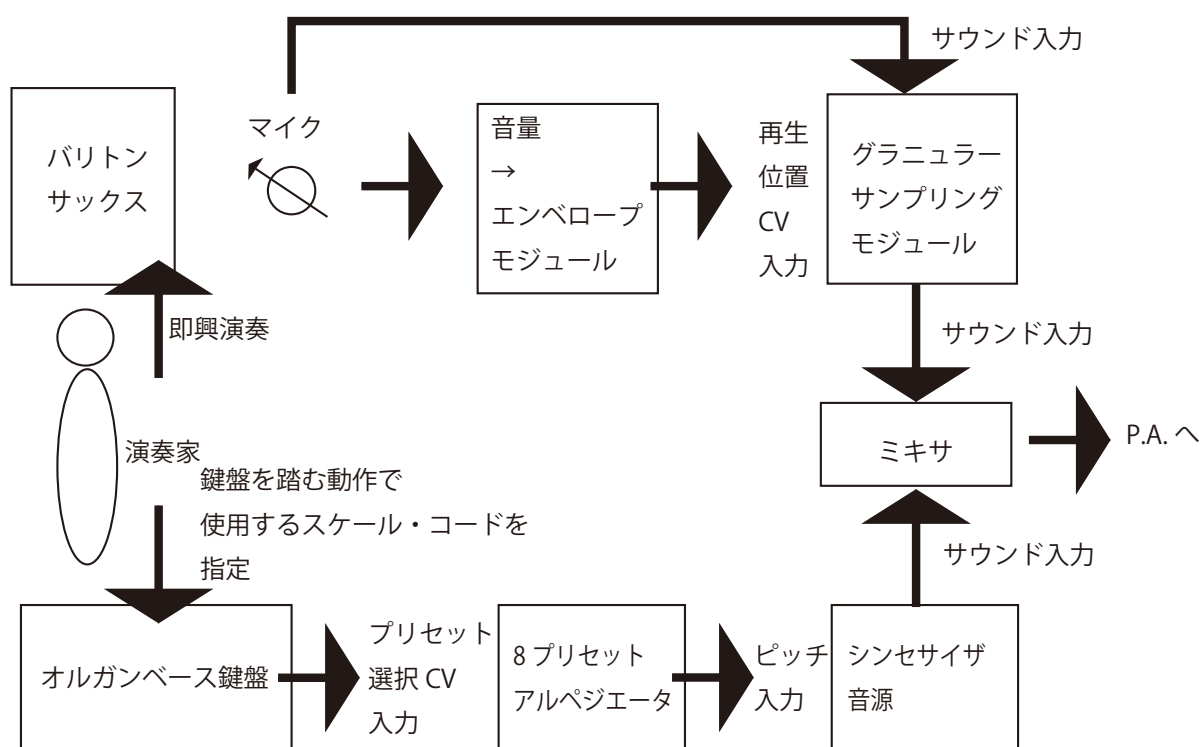 サウンド入力
バリトン
サックス
マイク
音量
→
エンベロープ
モジュール
再生
位置
CV
入力
グラニュラー
サンプリング
モジュール
即興演奏
サウンド入力
演奏家
鍵盤を踏む動作で
使用するスケール・コードを
指定
ミキサ
P.A. へ
サウンド入力
オルガンベース鍵盤
プリセット
選択 CV
入力
8 プリセット
アルペジエータ
ピッチ
入力
シンセサイザ
音源